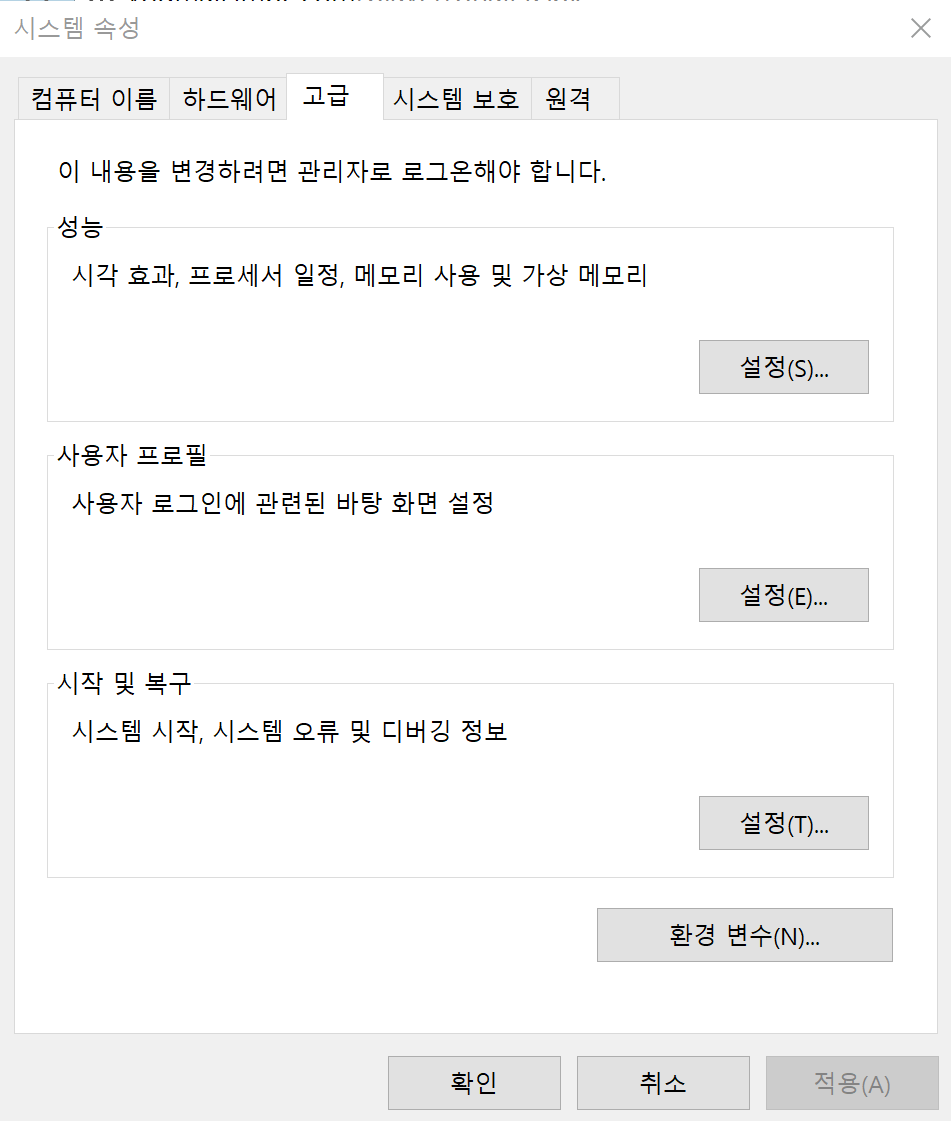 시스템 속성
컴퓨터 이름
하드웨어
고급
시스템 보호
원격
이 내용을 변경하려면 관리자로 로그온해야 합니다.
성능
시각 효과, 프로세서 일정, 메모리 사용 및 가상 메모리
설정(S)...
사용자 프로필
사용자 로그인에 관련된 바탕 화면 설정
설정(E)...
시작 및 복구
시스템 시작, 시스템 오류 및 디버깅 정보
설정(T)...
환경 변수(N)...
확인
취소
적용(A)